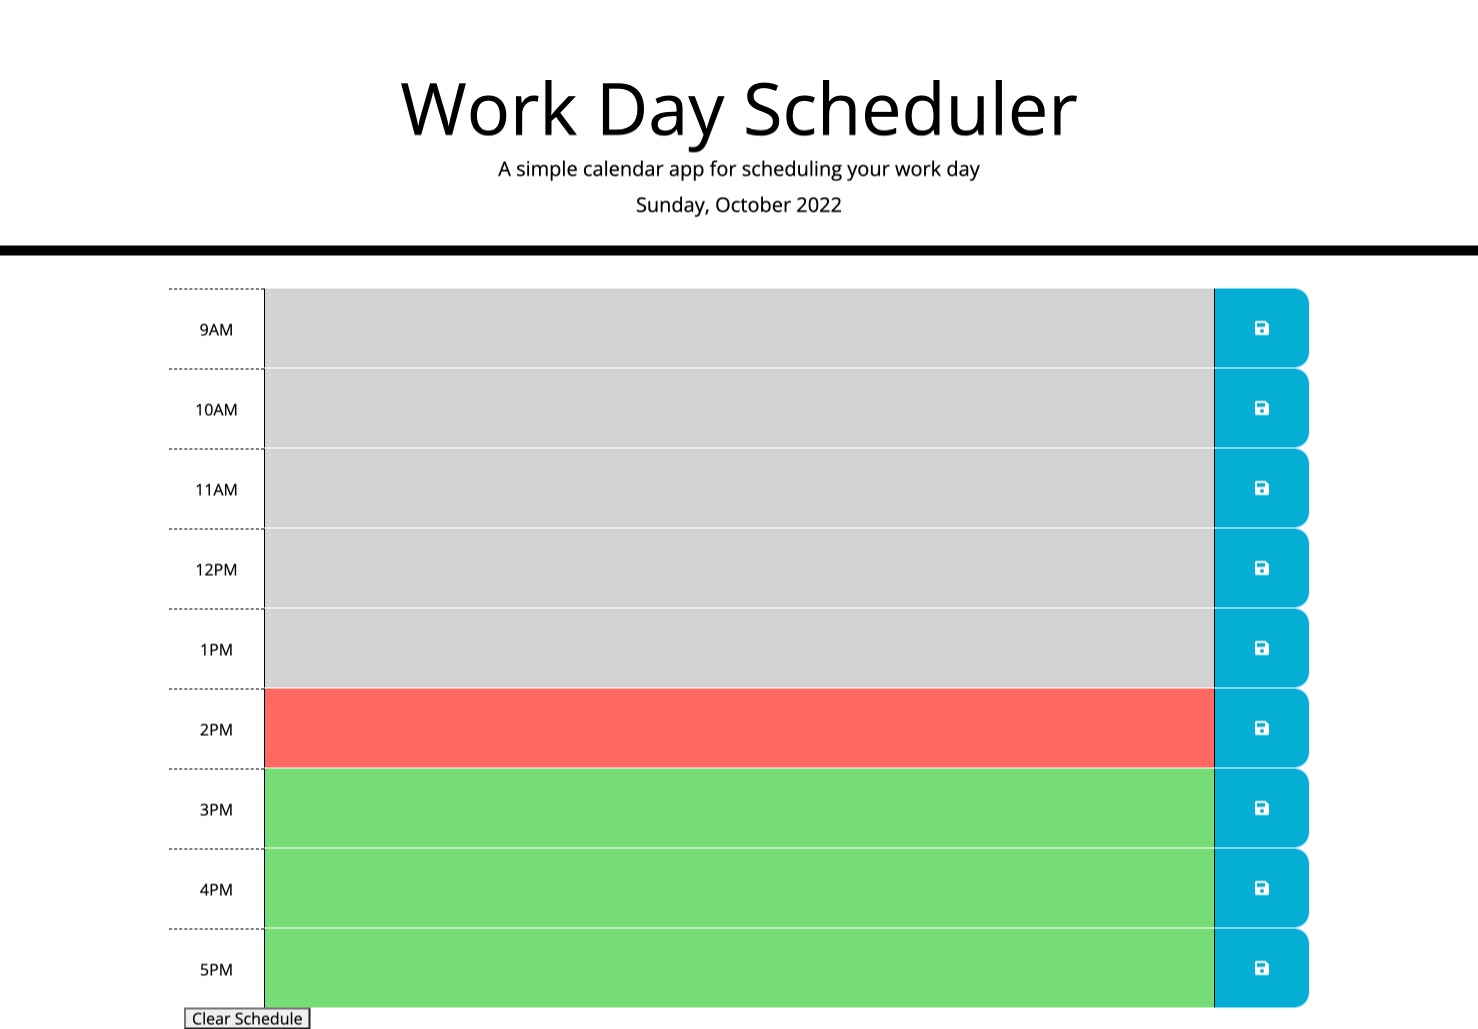 Work Day Scheduler
A simple calendar app for scheduling your work day
Sunday, October 2022
9AM
10AM
11AM
12PM
1PM
2PM
3PM
4PM
5PM
Clear Schedule